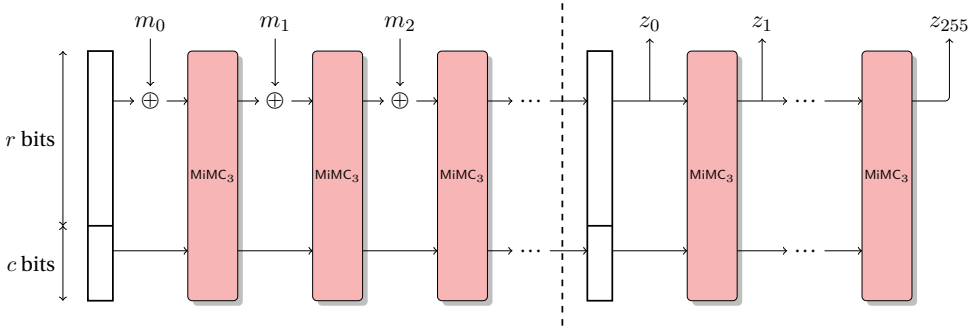 m₀ m₁ m₂ z₀ z₁ z₂₅₅
r bits
MiMC₃ MiMC₃ MiMC₃ ... MiMC₃ ... MiMC₃
c bits